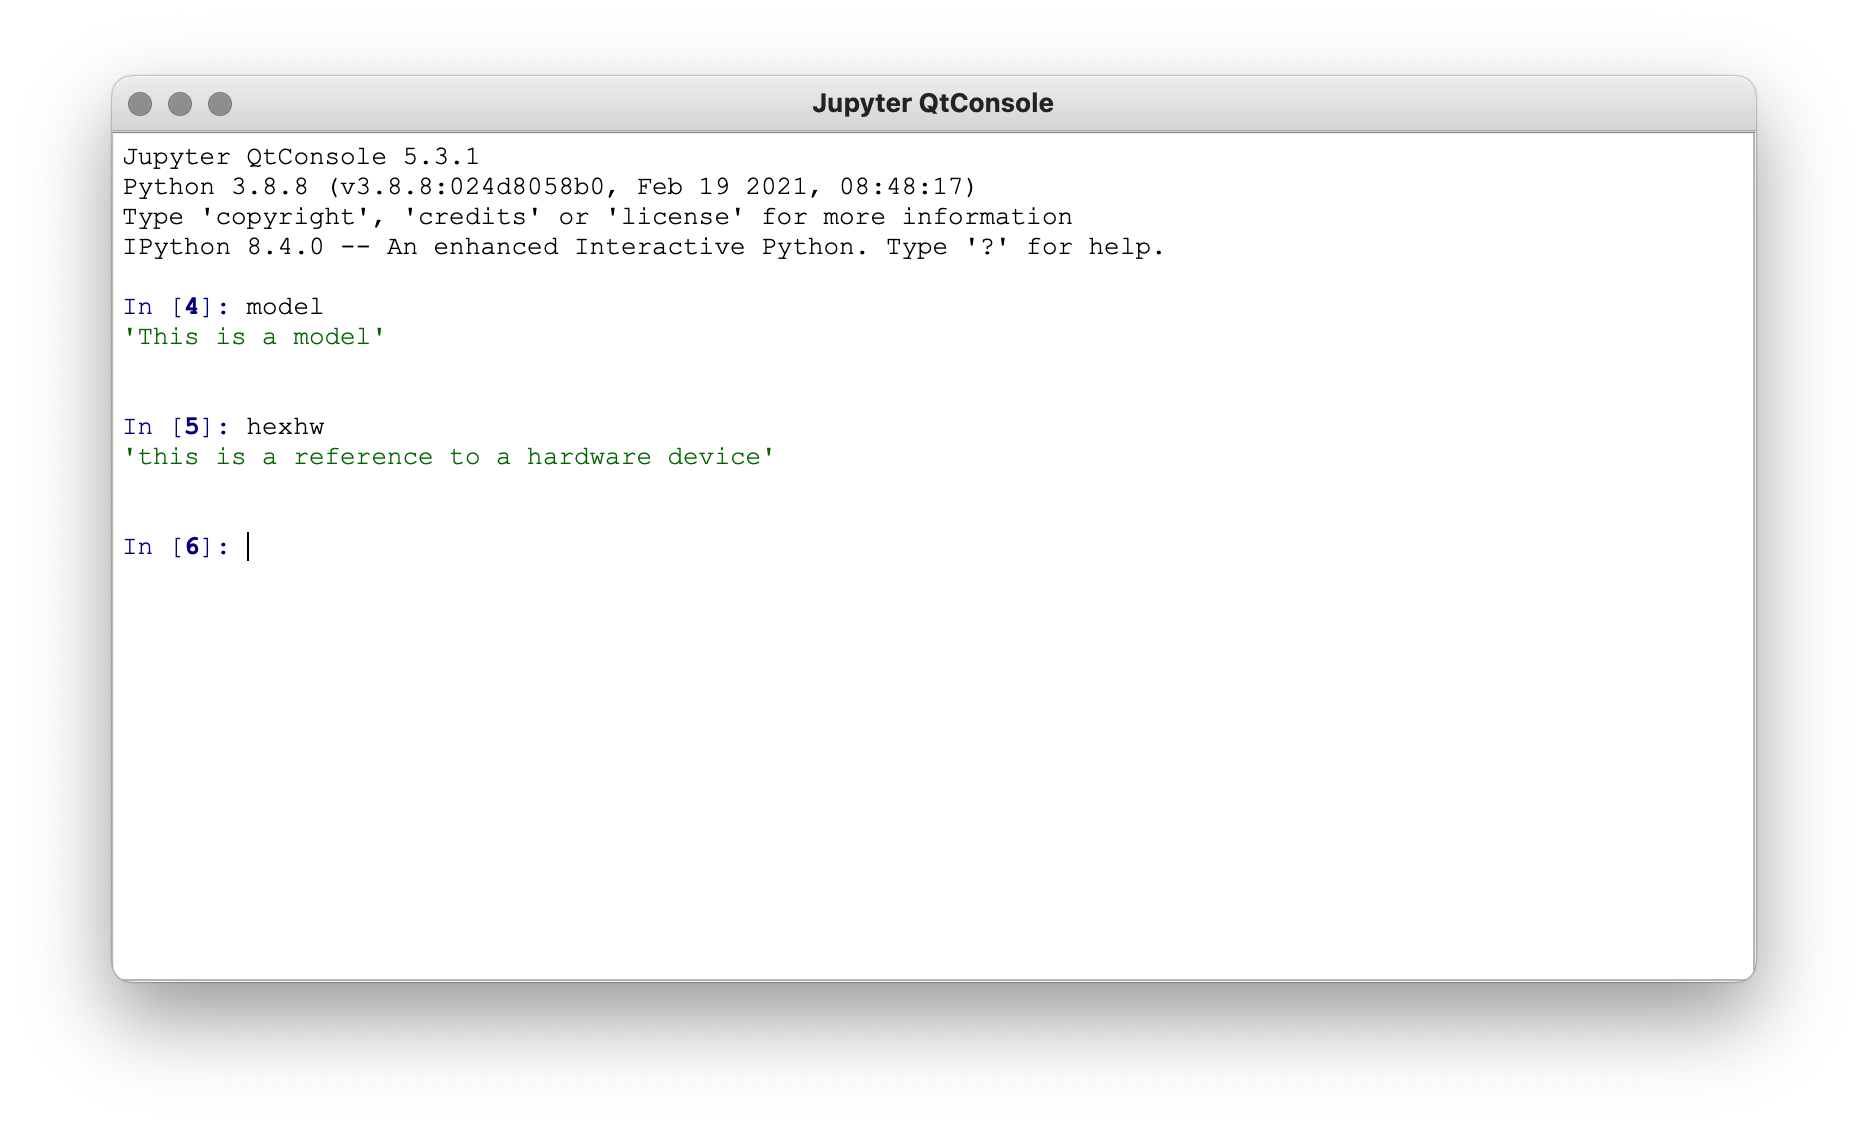 Jupyter QtConsole
Jupyter QtConsole 5.3.1
Python 3.8.8 (v3.8.8:024d8058b0, Feb 19 2021, 08:48:17)
Type 'copyright', 'credits' or 'license' for more information
IPython 8.4.0 -- An enhanced Interactive Python. Type '?' for help.
In [4]: model
'This is a model'
In [5]: hexhw
'this is a reference to a hardware device'
In [6]: